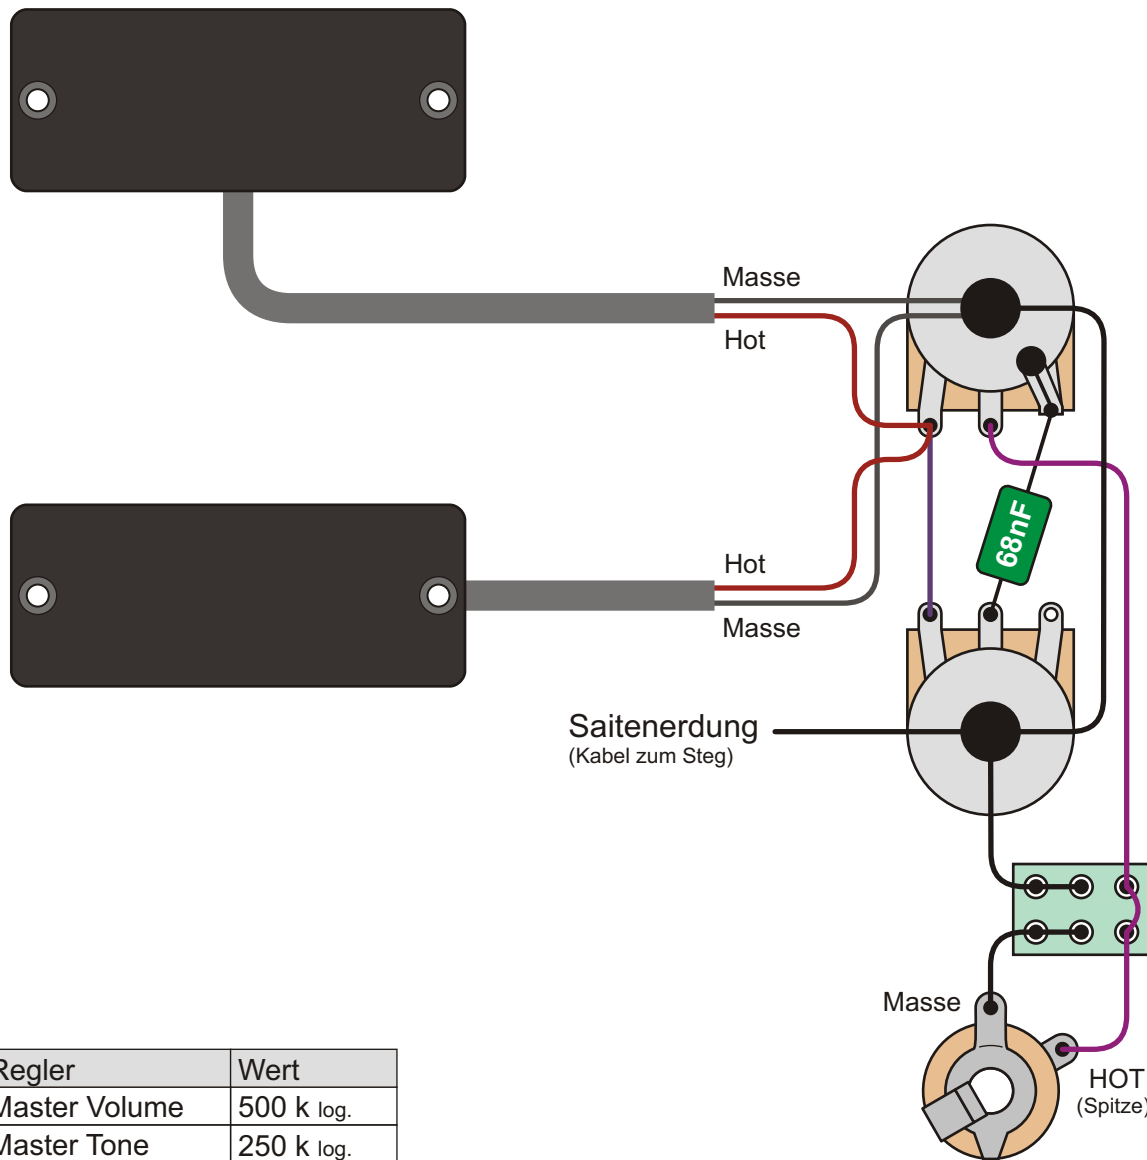 Masse
Hot
68nF
Hot
Masse
Saitenerdung
(Kabel zum Steg)
Masse
HOT
(Spitze)
Regler Wert
Master Volume 500 k log.
Master Tone 250 k log.